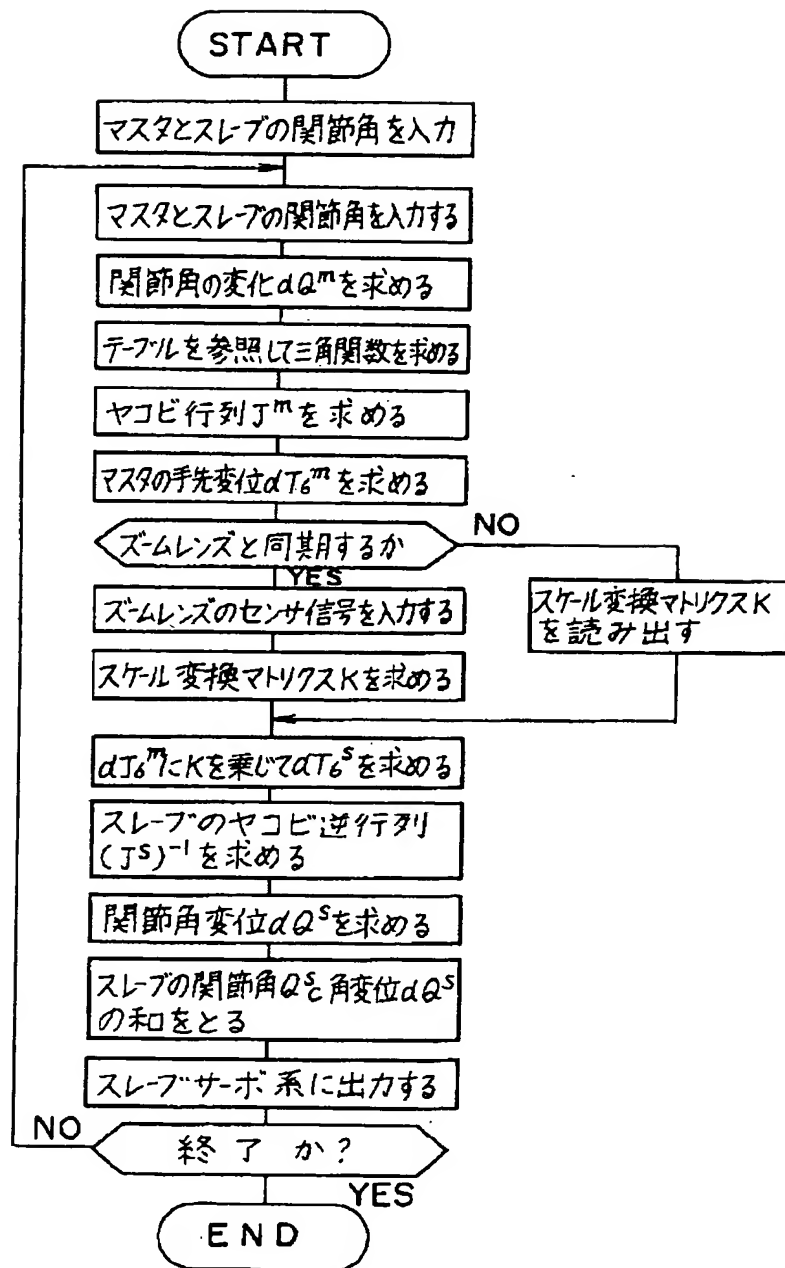 START
マスタとスレーブの関節角を入力
マスタとスレーブの関節角を入力する
関節角の変化dQᵐを求める
テーブルを参照して三角関数を求める
ヤコビ行列Jᵐを求める
マスタの手先変位dT₆ᵐを求める
ズームレンズと同期するか
NO
YES
ズームレンズのセンサ信号を入力する
スケール変換マトリクスKを求める
スケール変換マトリクスK
を読み出す
dJ₆ᵐにKを乗じてdT₆ˢを求める
スレーブのヤコビ逆行列
(Jˢ)⁻¹を求める
関節角変位dQˢを求める
スレーブの関節角Qˢc角変位dQˢ
の和をとる
スレーブサーボ系に出力する
終了か?
NO
YES
END